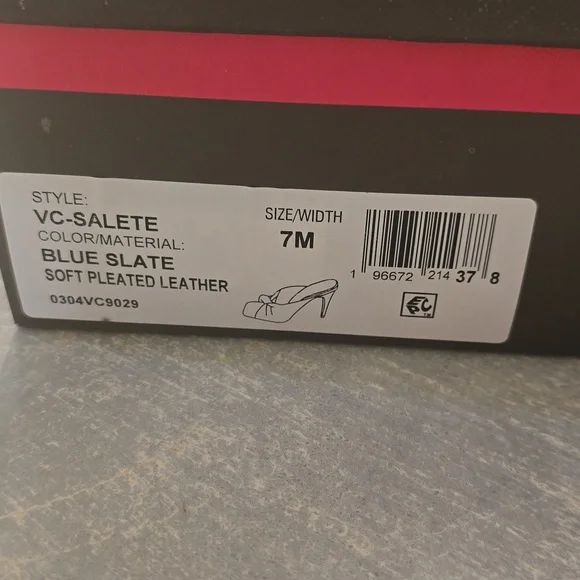 STYLE:
VC-SALETE
COLOR/MATERIAL:
BLUE SLATE
SOFT PLEATED LEATHER
0304VC9029
SIZE/WIDTH
7M
1 96672 214 37 8